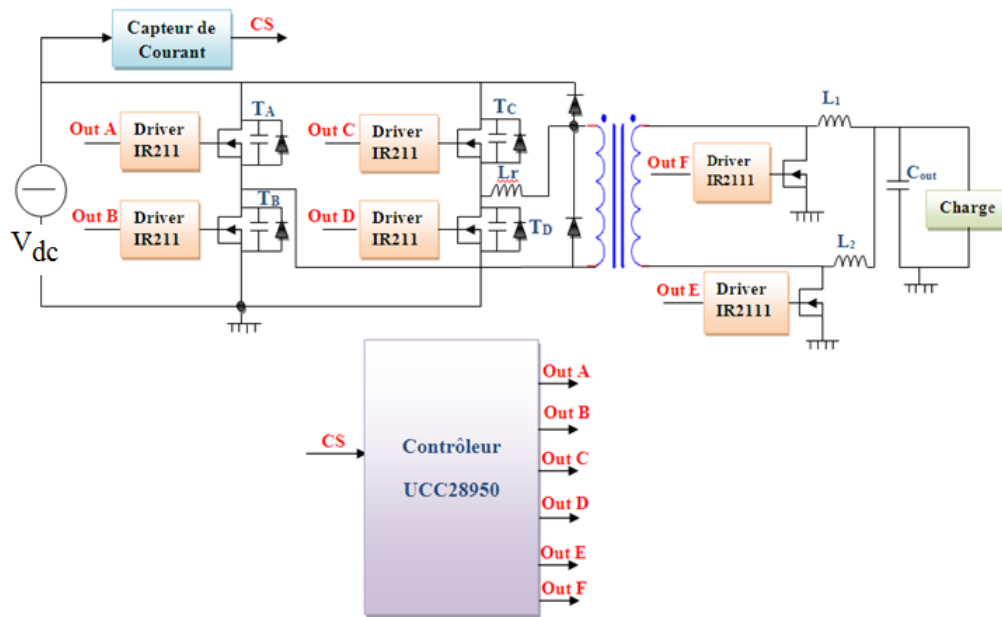 Capteur de
Courant
CS
Out A
Driver
IR211
TA
Out C
Driver
IR211
TC
L1
Lr
Out F
Driver
IR2111
Cout
Charge
Out B
Driver
IR211
TB
Out D
Driver
IR211
TD
Vdc
L2
Out E
Driver
IR2111
CS
Contrôleur
UCC28950
Out A
Out B
Out C
Out D
Out E
Out F